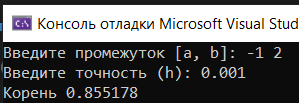 Консоль отладки Microsoft Visual Stud
Введите промежуток [a, b]: -1 2
Введите точность (h): 0.001
Корень 0.855178